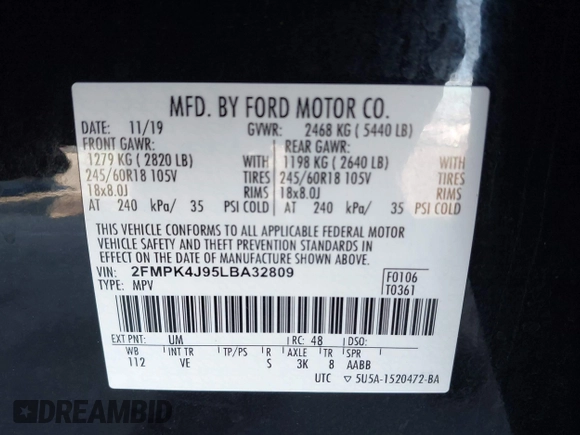 MFD. BY FORD MOTOR CO.
DATE: 11/19 GVWR: 2468 KG (5440 LB)
FRONT GAWR: REAR GAWR:
1279 KG (2820 LB) WITH 1198 KG (2640 LB) WITH
245/60R18 105V TIRES 245/60R18 105V TIRES
18x8.0J RIMS 18x8.0J RIMS
AT 240 kPa/ 35 PSI COLD AT 240 kPa/ 35 PSI COLD
THIS VEHICLE CONFORMS TO ALL APPLICABLE FEDERAL MOTOR
VEHICLE SAFETY AND THEFT PREVENTION STANDARDS IN
EFFECT ON THE DATE OF MANUFACTURE SHOWN ABOVE.
VIN: 2FMPK4J95LBA32809 F0106
TYPE: MPV T0361
EXT PNT: UM RC: 48 DSO:
WB INT TR TP/PS R AXLE TR SPR
112 VE S 3K 8 AABB
UTC ▽5U5A-1520472-BA
DREAMBID